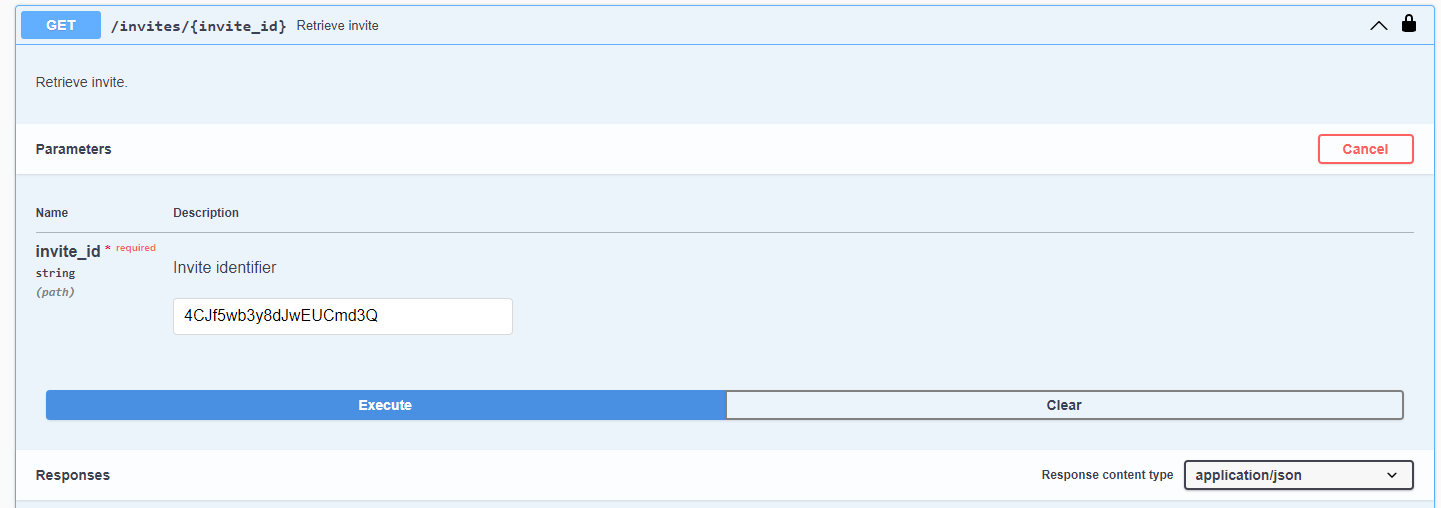 GET /invites/{invite_id} Retrieve invite
Retrieve invite.
Parameters Cancel
Name Description
invite_id * required
string
(path)
Invite identifier
4CJf5wb3y8dJwEUCmd3Q
Execute Clear
Responses Response content type application/json